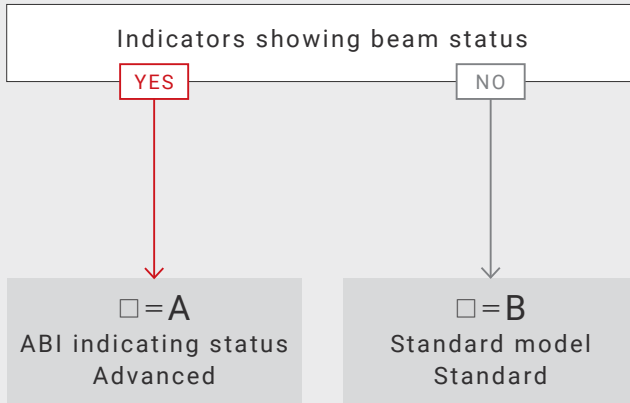 Indicators showing beam status
YES
NO
□=A
ABI indicating status
Advanced
□=B
Standard model
Standard